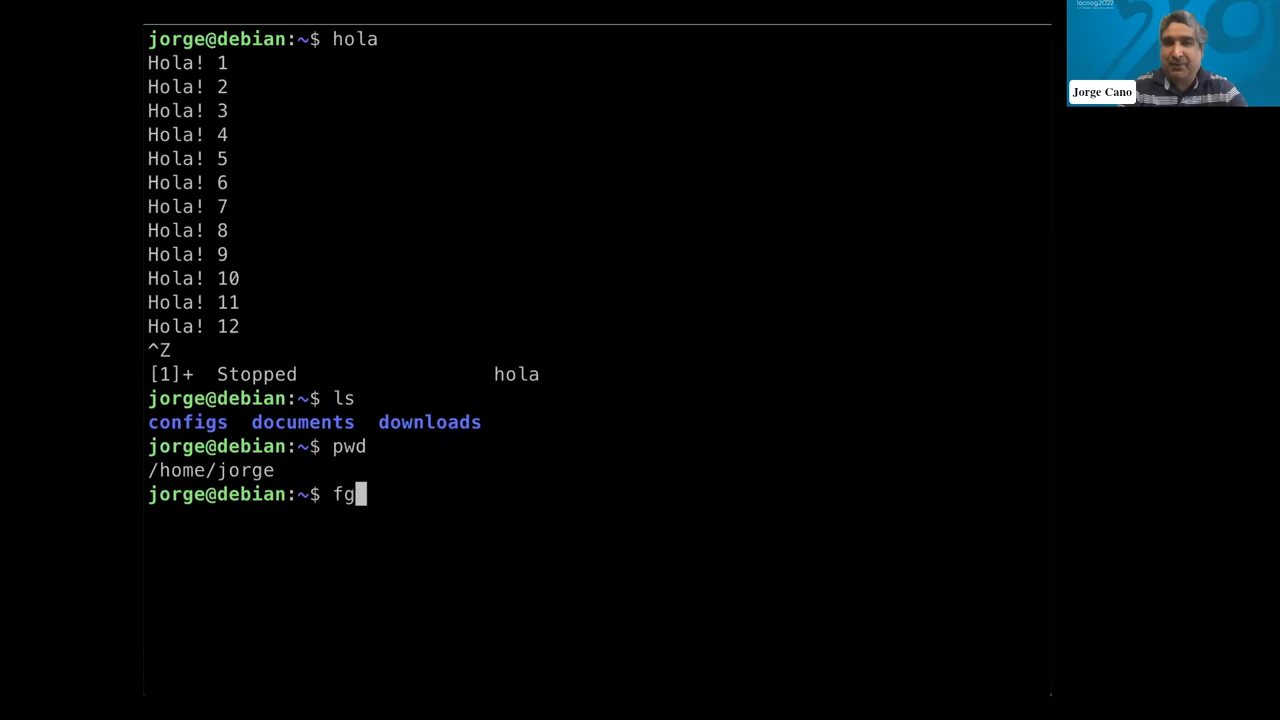 jorge@debian:~$ hola
Hola! 1
Hola! 2
Hola! 3
Hola! 4
Hola! 5
Hola! 6
Hola! 7
Hola! 8
Hola! 9
Hola! 10
Hola! 11
Hola! 12
^Z
[1]+  Stopped                 hola
jorge@debian:~$ ls
configs  documents  downloads
jorge@debian:~$ pwd
/home/jorge
jorge@debian:~$ fg
lacnog2022
Jorge Cano